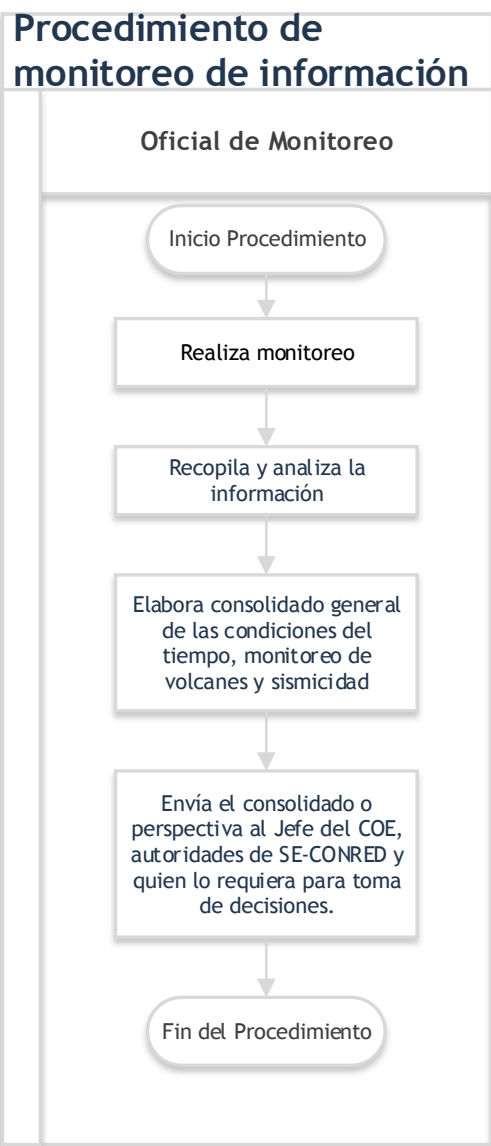 Procedimiento de
monitoreo de información
Oficial de Monitoreo
Inicio Procedimiento
Realiza monitoreo
Recopila y analiza la
información
Elabora consolidado general
de las condiciones del
tiempo, monitoreo de
volcanes y sismicidad
Envía el consolidado o
perspectiva al Jefe del COE,
autoridades de SE-CONRED y
quien lo requiera para toma
de decisiones.
Fin del Procedimiento